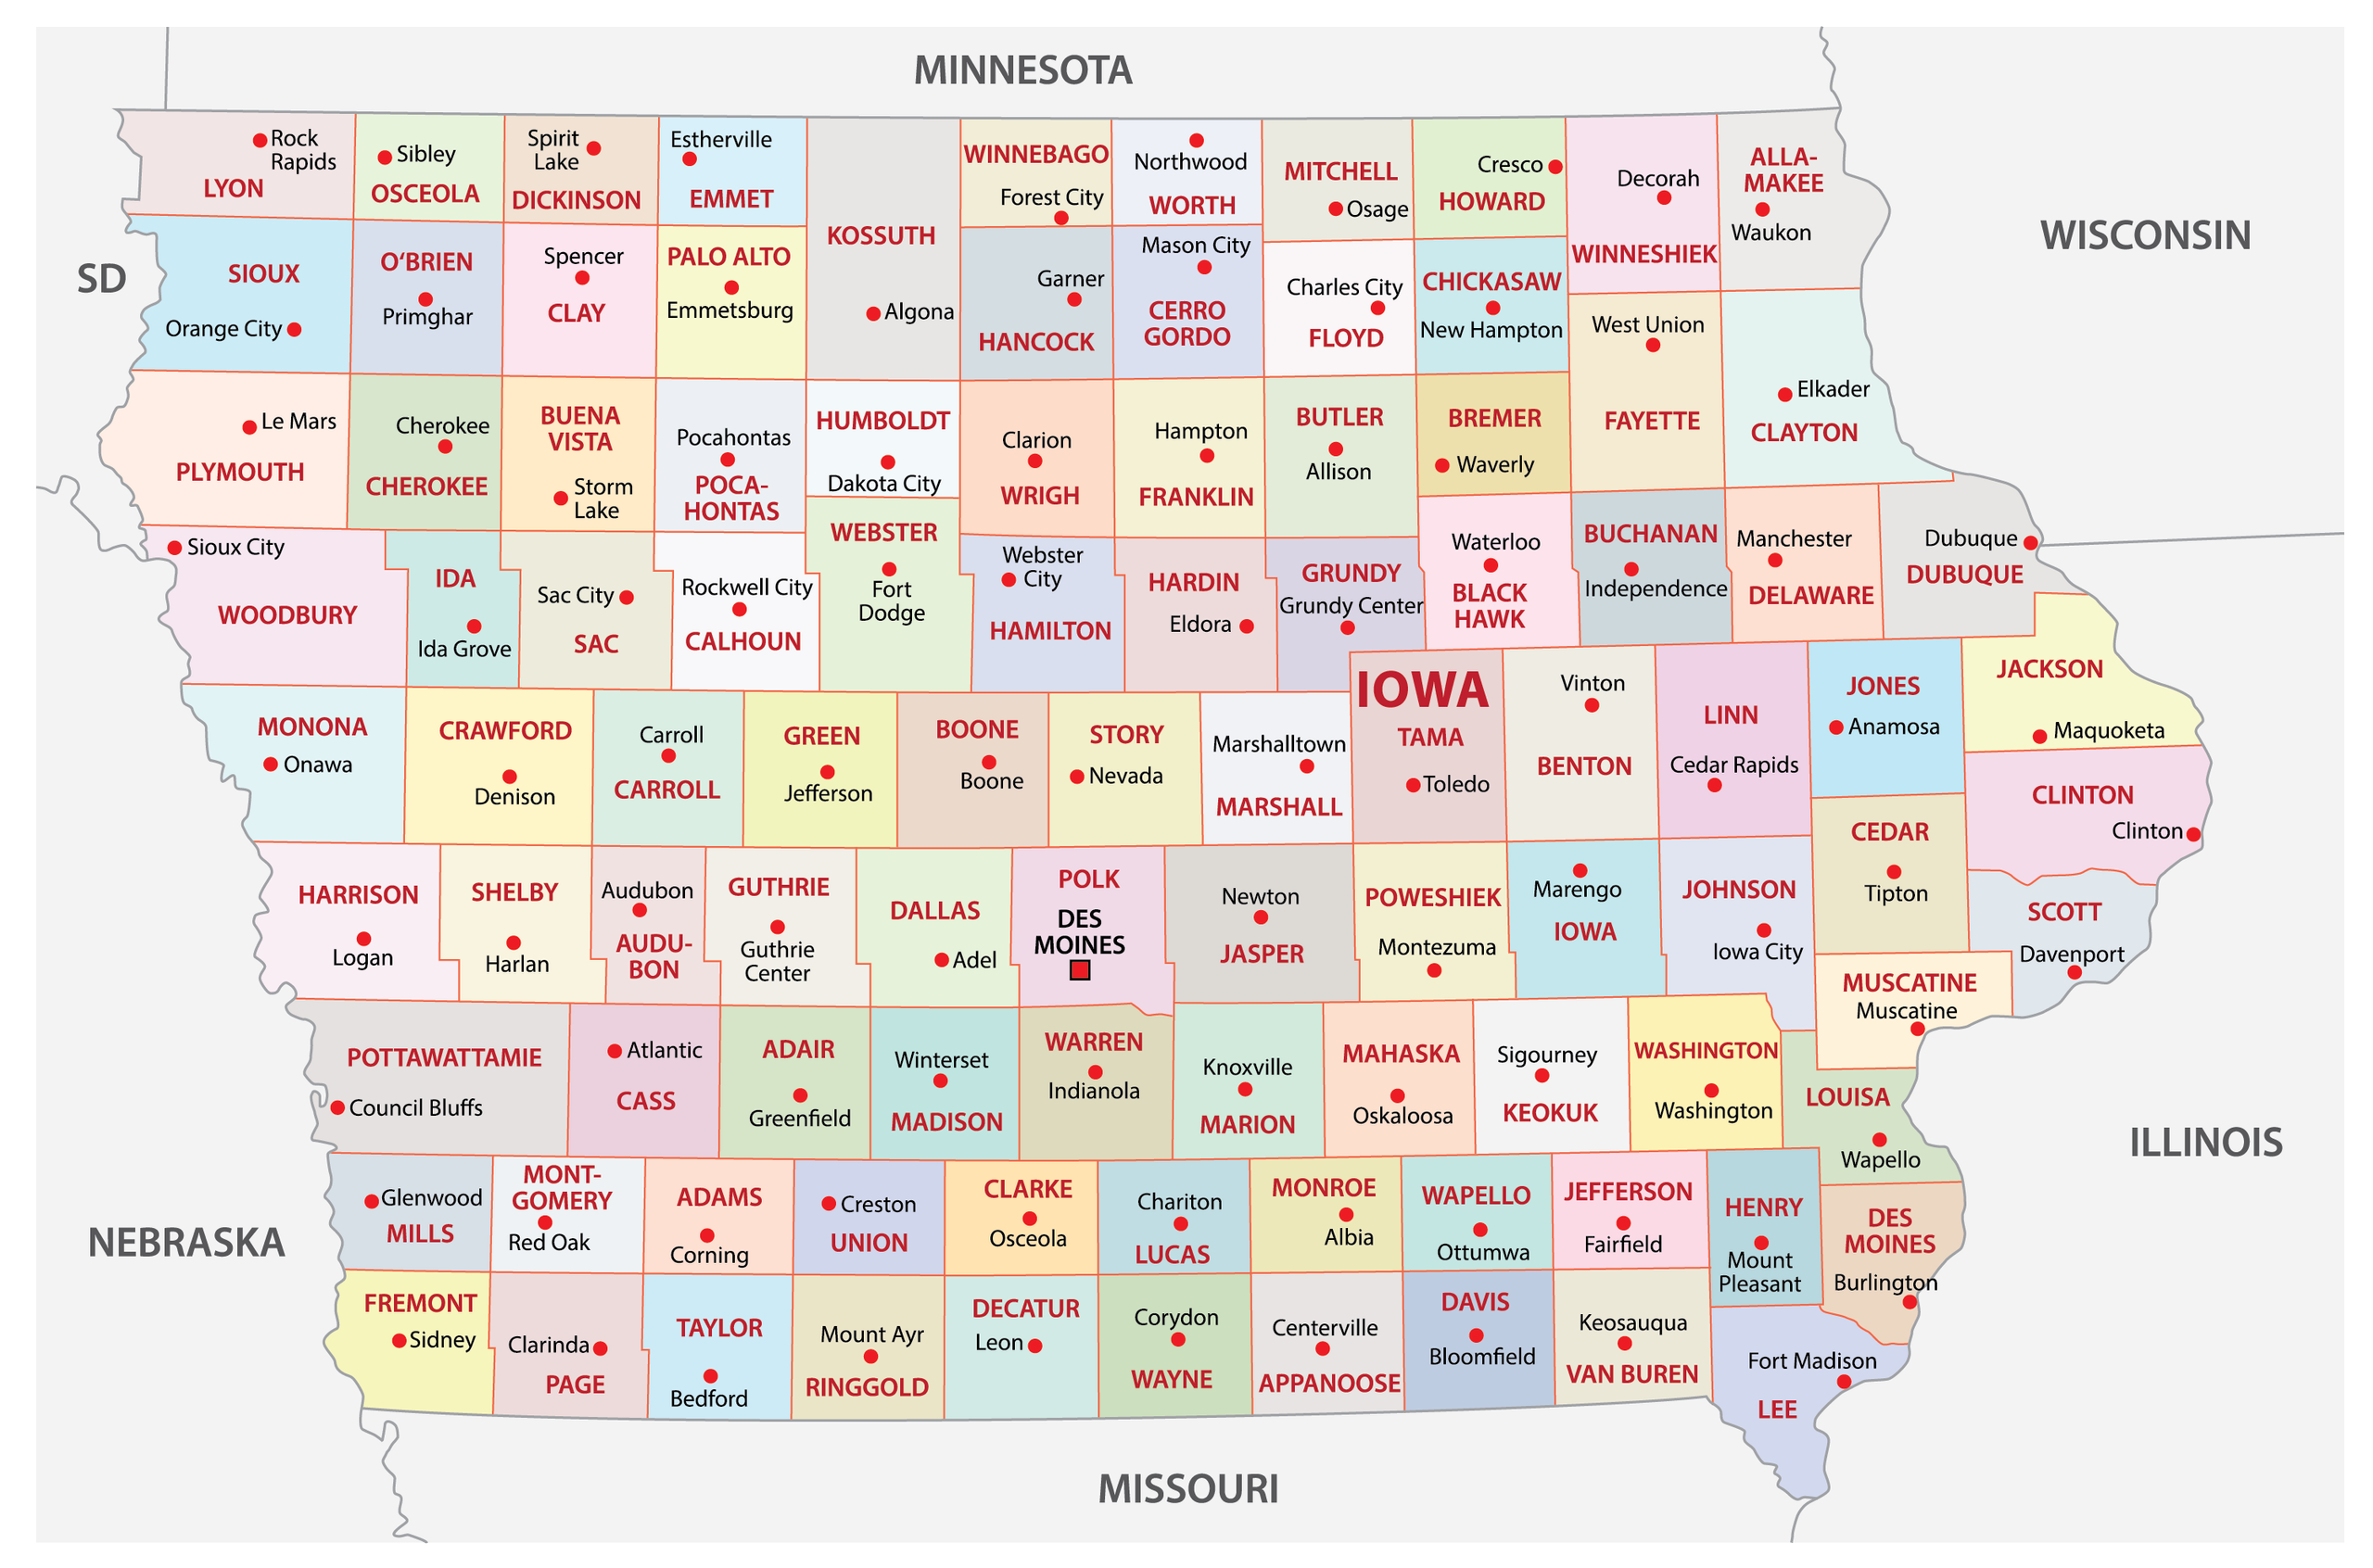 MINNESOTA
WISCONSIN
SD
NEBRASKA
MISSOURI
ILLINOIS
IOWA
Rock
Rapids
LYON
Sibley
OSCEOLA
Spirit
Lake
DICKINSON
Estherville
EMMET
KOSSUTH
Algona
WINNEBAGO
Forest City
Northwood
WORTH
MITCHELL
Osage
Cresco
HOWARD
Decorah
WINNESHIEK
ALLA-
MAKEE
Waukon
SIOUX
Orange City
O‘BRIEN
Primghar
Spencer
CLAY
PALO ALTO
Emmetsburg
Garner
HANCOCK
Mason City
CERRO
GORDO
Charles City
FLOYD
CHICKASAW
New Hampton
West Union
FAYETTE
Elkader
CLAYTON
Le Mars
PLYMOUTH
Cherokee
CHEROKEE
BUENA
VISTA
Storm
Lake
Pocahontas
POCA-
HONTAS
HUMBOLDT
Dakota City
Clarion
WRIGH
Hampton
FRANKLIN
BUTLER
Allison
BREMER
Waverly
Sioux City
WOODBURY
IDA
Ida Grove
Sac City
SAC
Rockwell City
CALHOUN
WEBSTER
Fort
Dodge
Webster
City
HAMILTON
HARDIN
Eldora
GRUNDY
Grundy Center
Waterloo
BLACK
HAWK
BUCHANAN
Independence
Manchester
DELAWARE
Dubuque
DUBUQUE
MONONA
Onawa
CRAWFORD
Denison
Carroll
CARROLL
GREEN
Jefferson
BOONE
Boone
STORY
Nevada
Marshalltown
MARSHALL
TAMA
Toledo
Vinton
BENTON
LINN
Cedar Rapids
JONES
Anamosa
JACKSON
Maquoketa
CLINTON
Clinton
HARRISON
Logan
SHELBY
Harlan
Audubon
AUDU-
BON
GUTHRIE
Guthrie
Center
DALLAS
Adel
POLK
DES
MOINES
Newton
JASPER
POWESHIEK
Montezuma
Marengo
IOWA
JOHNSON
Iowa City
CEDAR
Tipton
SCOTT
Davenport
MUSCATINE
Muscatine
POTTAWATTAMIE
Council Bluffs
Atlantic
CASS
ADAIR
Greenfield
Winterset
MADISON
WARREN
Indianola
Knoxville
MARION
MAHASKA
Oskaloosa
Sigourney
KEOKUK
WASHINGTON
Washington
LOUISA
Wapello
Glenwood
MILLS
MONT-
GOMERY
Red Oak
ADAMS
Corning
Creston
UNION
CLARKE
Osceola
Chariton
LUCAS
MONROE
Albia
WAPELLO
Ottumwa
JEFFERSON
Fairfield
HENRY
Mount
Pleasant
DES
MOINES
Burlington
FREMONT
Sidney
Clarinda
PAGE
TAYLOR
Bedford
Mount Ayr
RINGGOLD
DECATUR
Leon
Corydon
WAYNE
Centerville
APPANOOSE
DAVIS
Bloomfield
Keosauqua
VAN BUREN
Fort Madison
LEE